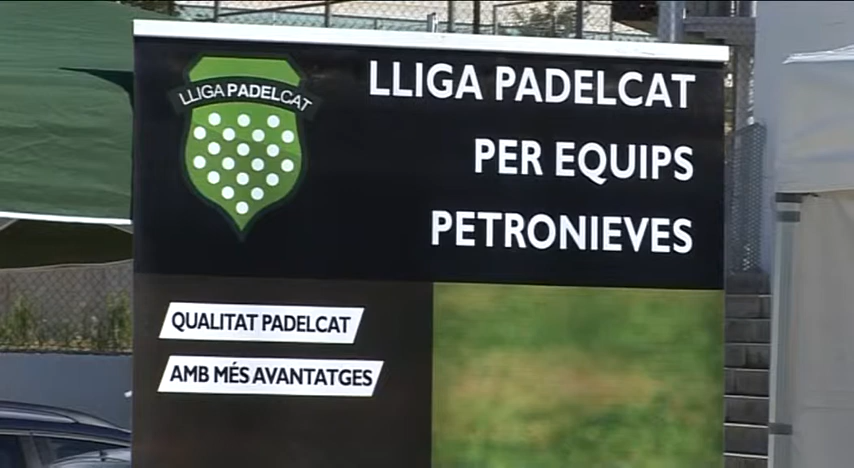 LLIGA PADELCAT
LLIGA PADELCAT
PER EQUIPS
PETRONIEVES
QUALITAT PADELCAT
AMB MÉS AVANTATGES